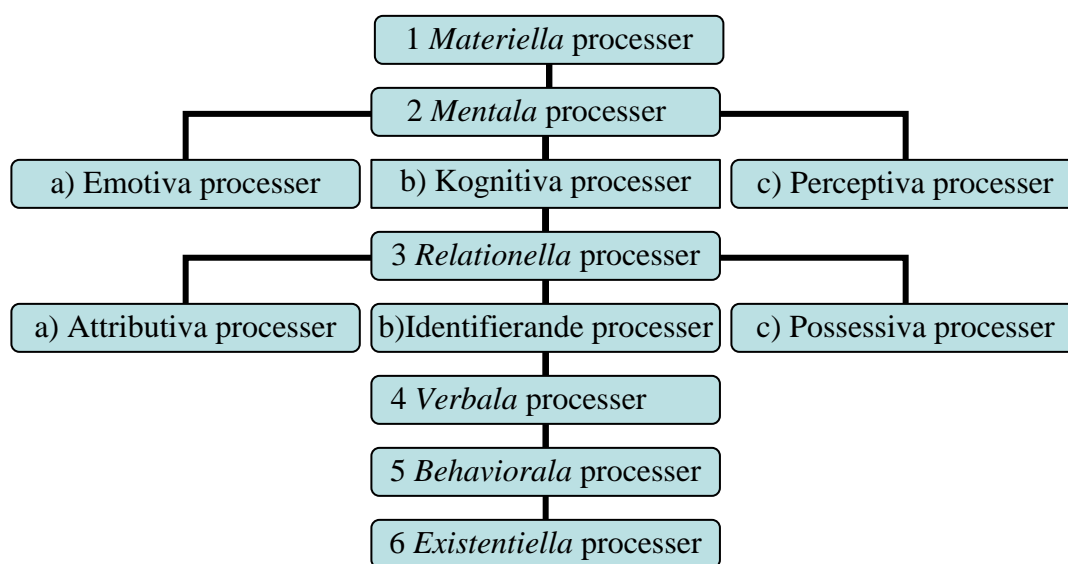 1 Materiella processer
2 Mentala processer
a) Emotiva processer
b) Kognitiva processer
c) Perceptiva processer
3 Relationella processer
a) Attributiva processer
b)Identifierande processer
c) Possessiva processer
4 Verbala processer
5 Behaviorala processer
6 Existentiella processer